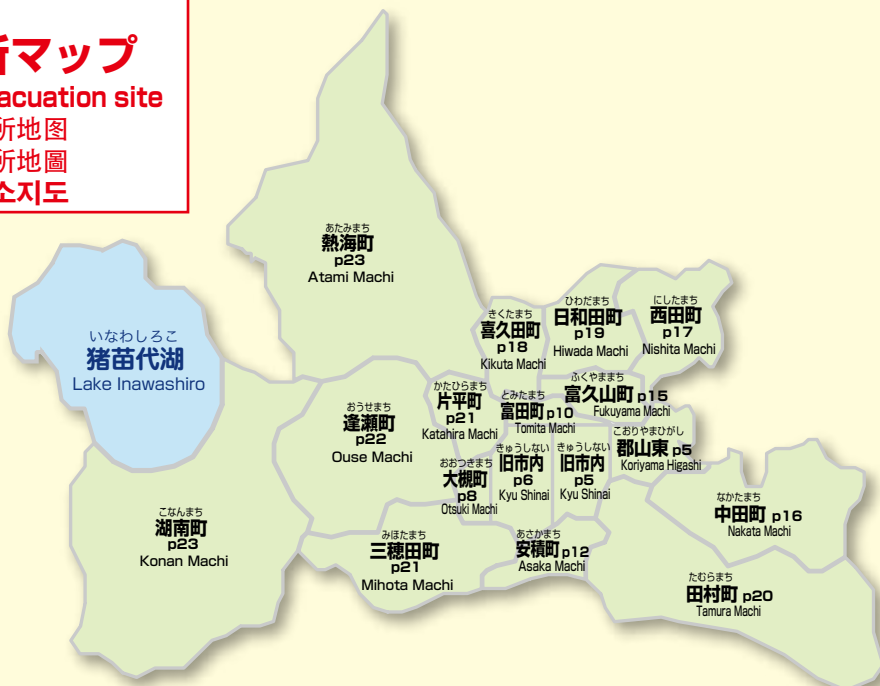 所マップ
acuation site
所地图
所地圖
소지도
あたみまち
熱海町
p23
Atami Machi
いなわしろこ
猪苗代湖
Lake Inawashiro
きくたまち
喜久田町
p18
Kikuta Machi
ひわだまち
日和田町
p19
Hiwada Machi
にしたまち
西田町
p17
Nishita Machi
おうせまち
逢瀬町
p22
Ouse Machi
かたひらまち
片平町
p21
Katahira Machi
とみたまち
富田町 p10
Tomita Machi
ふくやままち
富久山町 p15
Fukuyama Machi
おおつきまち
大槻町
p8
Otsuki Machi
きゅうしない
旧市内
p6
Kyu Shinai
きゅうしない
旧市内
p5
Kyu Shinai
こおりやまひがし
郡山東 p5
Koriyama Higashi
こなんまち
湖南町
p23
Konan Machi
みほたまち
三穂田町
p21
Mihota Machi
あさかまち
安積町 p12
Asaka Machi
なかたまち
中田町 p16
Nakata Machi
たむらまち
田村町 p20
Tamura Machi